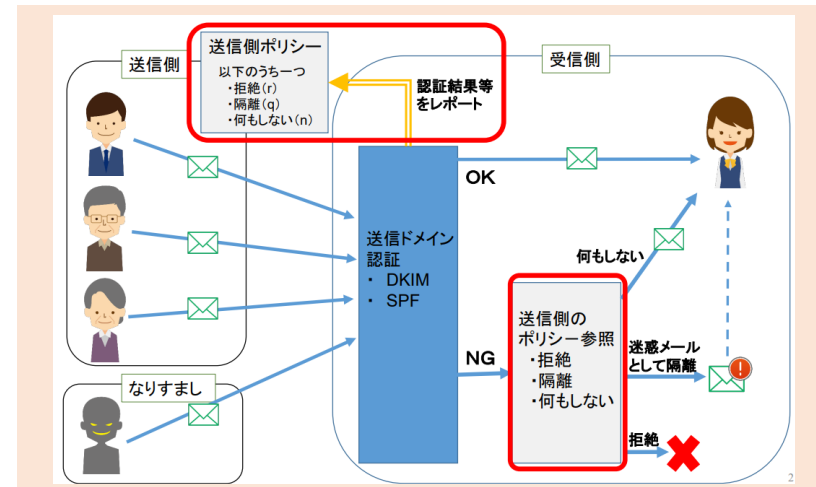 送信側
送信側ポリシー
以下のうち一つ
・拒絶(r)
・隔離(q)
・何もしない(n)
認証結果等
をレポート
受信側
OK
送信ドメイン
認証
・ DKIM
・ SPF
何もしない
NG
送信側の
ポリシー参照
・拒絶
・隔離
・何もしない
迷惑メール
として隔離
拒絶
なりすまし
2